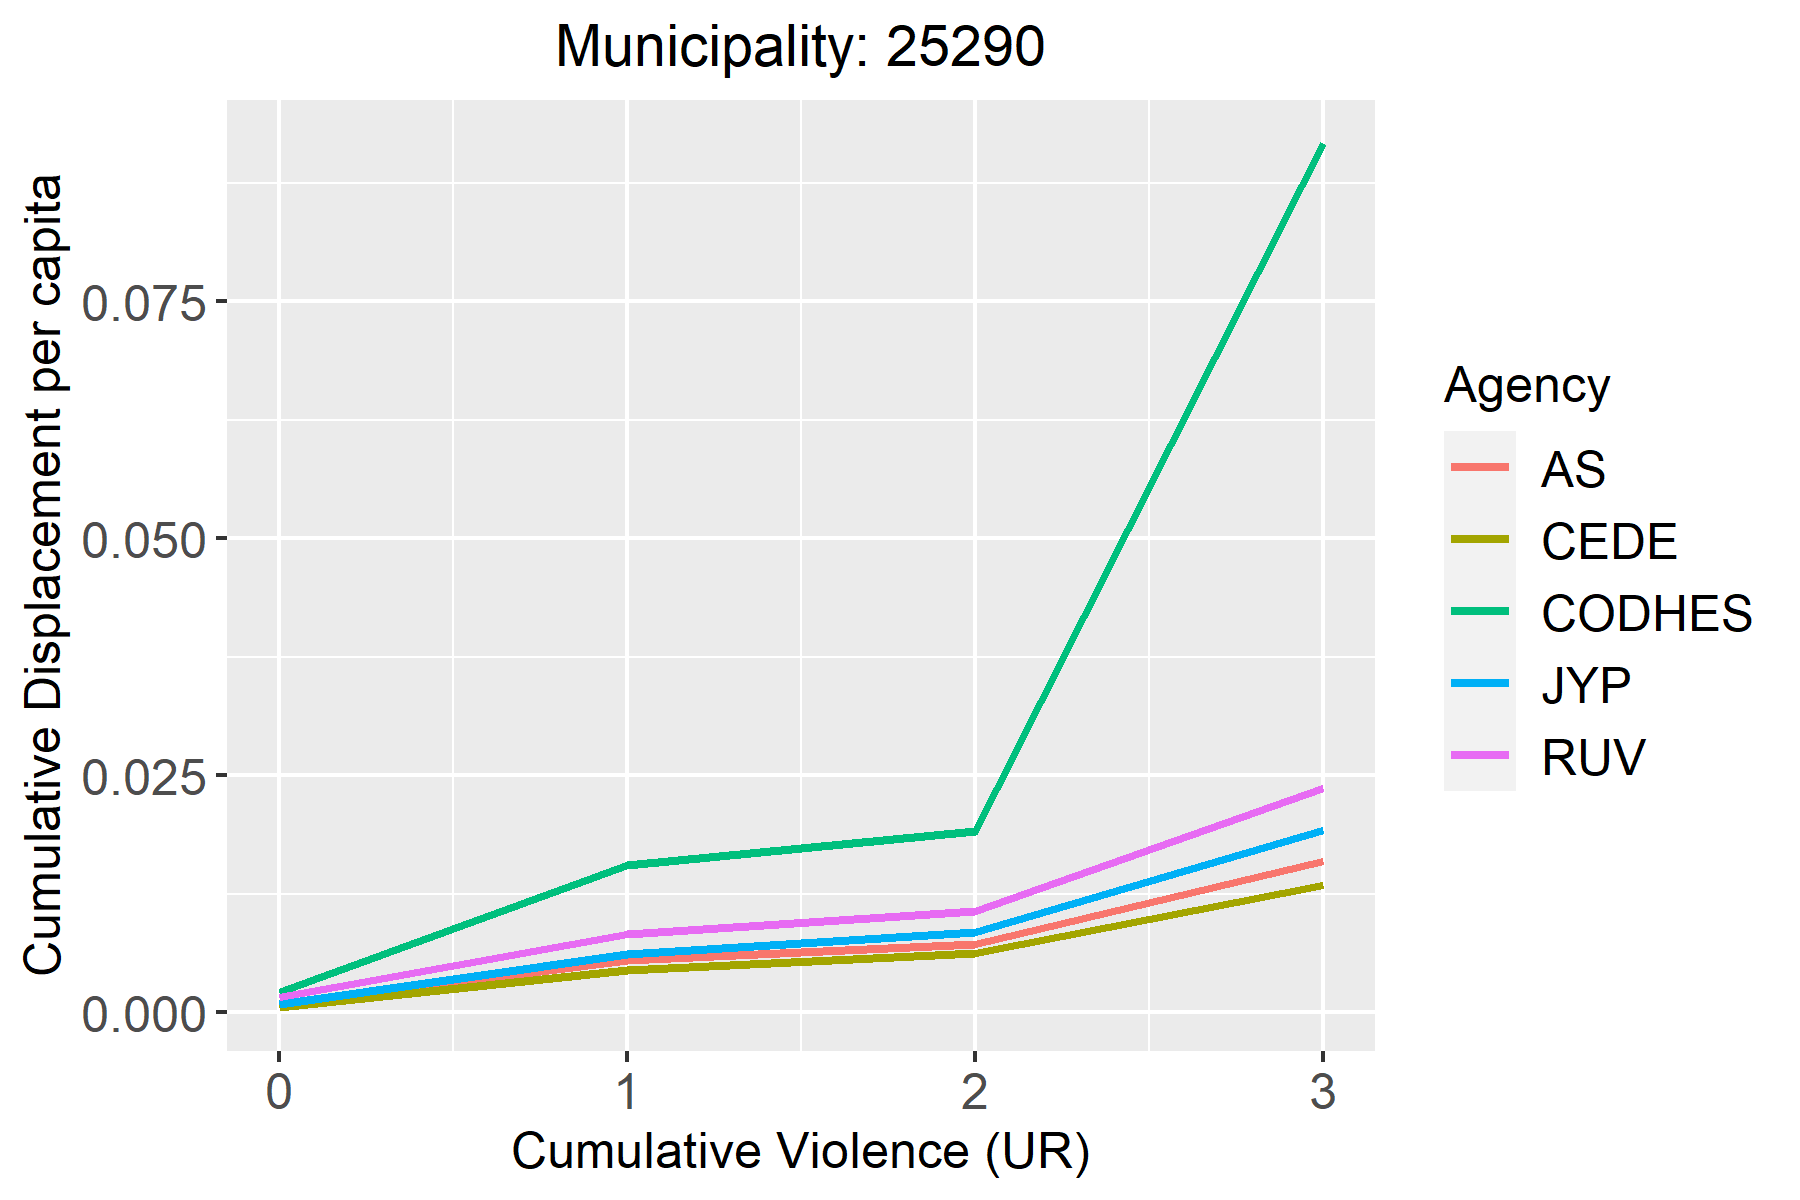 Municipality: 25290
Cumulative Displacement per capita
0.075
0.050
0.025
0.000
0 1 2 3
Cumulative Violence (UR)
Agency
AS
CEDE
CODHES
JYP
RUV